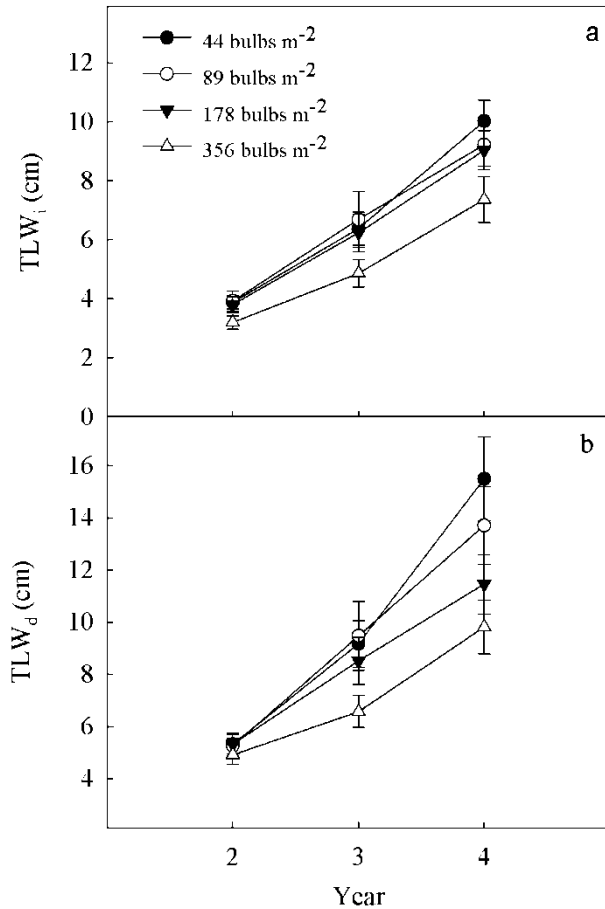 a
44 bulbs m-2
89 bulbs m-2
178 bulbs m-2
356 bulbs m-2
12
10
8
6
4
2
0
TLWi (cm)
b
16
14
12
10
8
6
4
TLWd (cm)
2 3 4
Year